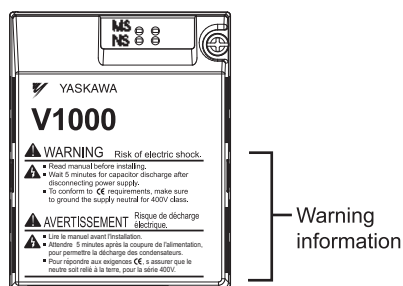 MS
NS
YASKAWA
V1000
WARNING Risk of electric shock.
Read manual before installing.
Wait 5 minutes for capacitor discharge after
disconnecting power supply.
To conform to CE requirements, make sure
to ground the supply neutral for 400V class.
AVERTISSEMENT Risque de décharge
électrique.
Lire le manuel avant l'installation.
Attendre 5 minutes après la coupure de l'alimentation,
pour permettre la décharge des condensateurs.
Pour répondre aux exigences CE, s assurer que le
neutre soit relié à la terre, pour la série 400V.
Warning
information